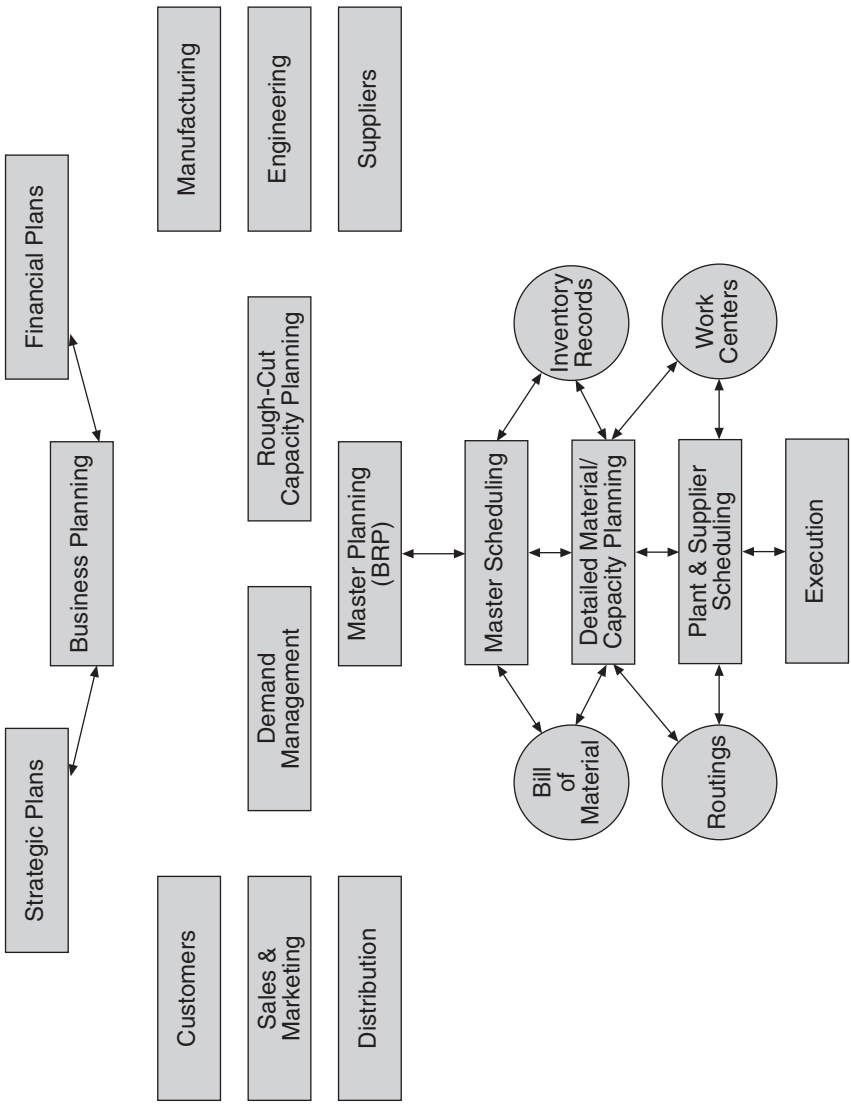 Strategic Plans
Financial Plans
Business Planning
Customers
Manufacturing
Sales &
Marketing
Demand
Management
Rough-Cut
Capacity Planning
Engineering
Distribution
Master Planning
(BRP)
Suppliers
Master Scheduling
Bill
of
Material
Detailed Material/
Capacity Planning
Inventory
Records
Routings
Plant & Supplier
Scheduling
Work
Centers
Execution